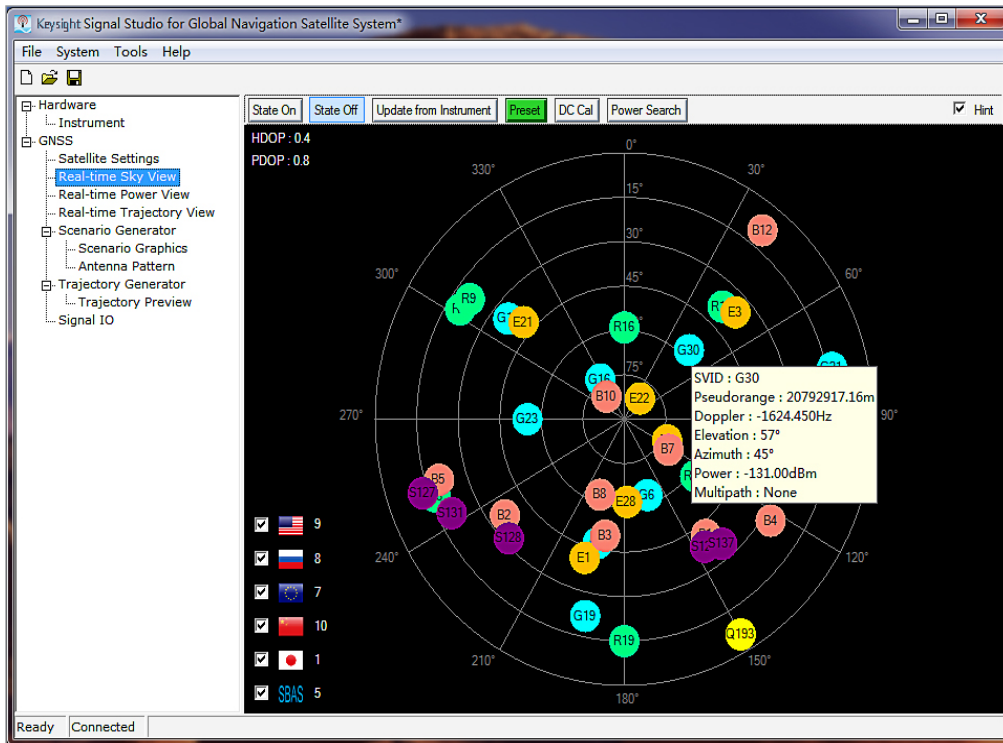 Keysight Signal Studio for Global Navigation Satellite System*
File System Tools Help
Hardware
Instrument
GNSS
Satellite Settings
Real-time Sky View
Real-time Power View
Real-time Trajectory View
Scenario Generator
Scenario Graphics
Antenna Pattern
Trajectory Generator
Trajectory Preview
Signal IO
State On State Off Update from Instrument Preset DC Cal Power Search Hint
HDOP : 0.4
PDOP : 0.8
0°
330° 30°
15°
B12
30°
300° 60°
45°
R9
E3
E21
R16
G30
75°
G16
B10 E22
SVID : G30
Pseudorange : 20792917.16m
Doppler : -1624.450Hz
Elevation : 57°
Azimuth : 45°
Power : -131.00dBm
Multipath : None
270° G23 90°
B7
B5
S127
S131
B8 E28 G6
B2
S128
B3
B4
S137
E1
240° 120°
G19
R19
Q193
210° 150°
180°
9
8
7
10
1
SBAS 5
Ready Connected